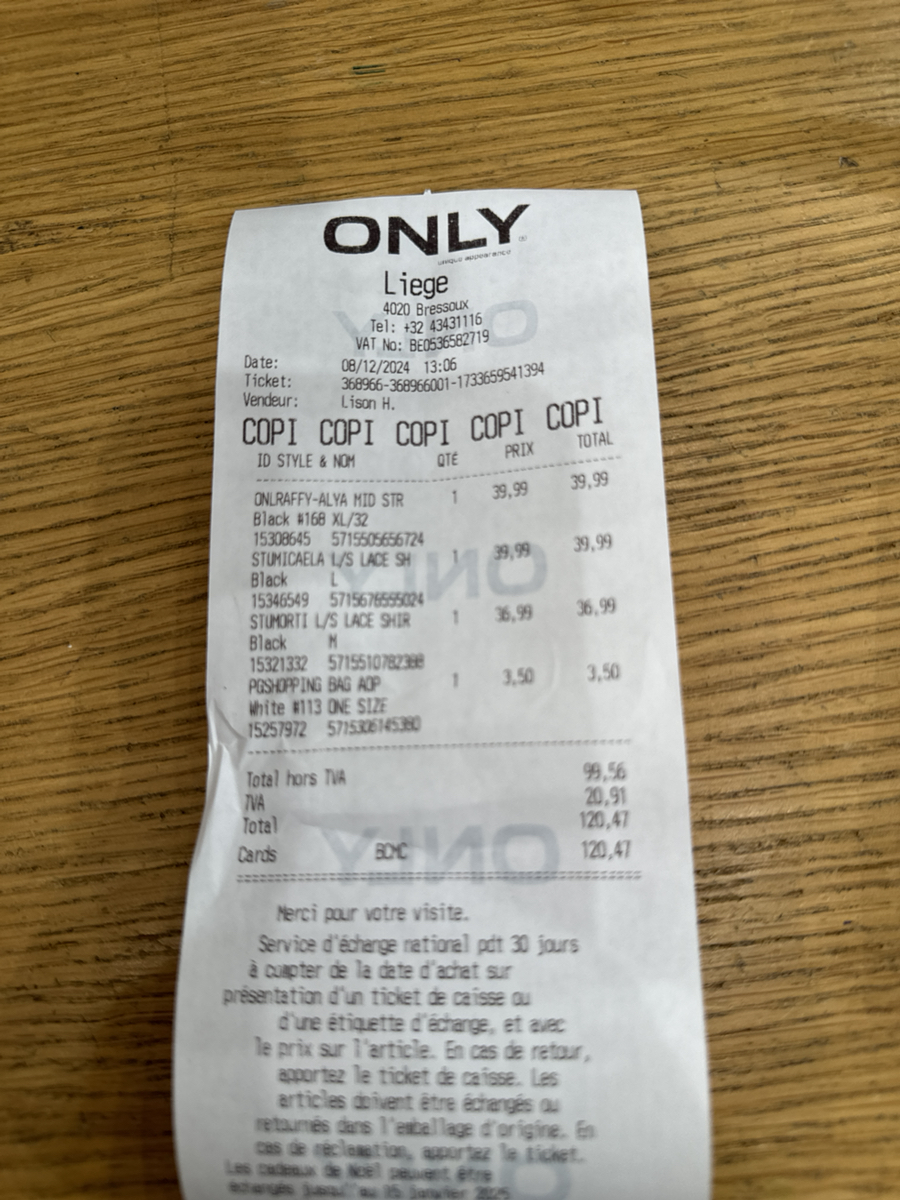 ONLY
unique appearance
Liege
4020 Bressoux
Tel: +32 43431116
VAT No: BE0536582719
Date: 08/12/2024 13:06
Ticket: 368966-368966001-1733659541394
Vendeur: Lison H.
COPI COPI COPI COPI COPI
ID STYLE & NOM QTÉ PRIX TOTAL
ONLRAFFY-ALYA MID STR 1 39,99 39,99
Black #168 XL/32
15308645 5715505656724
STUMICAELA L/S LACE SH 1 39,99 39,99
Black L
15346549 5715676555024
STUMORTI L/S LACE SHIR 1 36,99 36,99
Black M
15321332 5715510782388
PGSHOPPING BAG AOP 1 3,50 3,50
White #113 ONE SIZE
15257972 5715326145380
Total hors TVA 99,56
TVA 20,91
Total 120,47
Cards BCMC 120,47
Merci pour votre visite.
Service d'échange national pdt 30 jours
à cumpter de la date d'achat sur
présentation d'un ticket de caisse ou
d'une étiquette d'échange, et avec
le prix sur l'article. En cas de retour,
apportez le ticket de caisse. Les
articles doivent être échangés ou
retournés dans l'emballage d'origine. En
cas de réclamation, apportez le ticket.
Les cadeaux de Noël peuvent être
échangés jusqu'au 15 janvier 2025